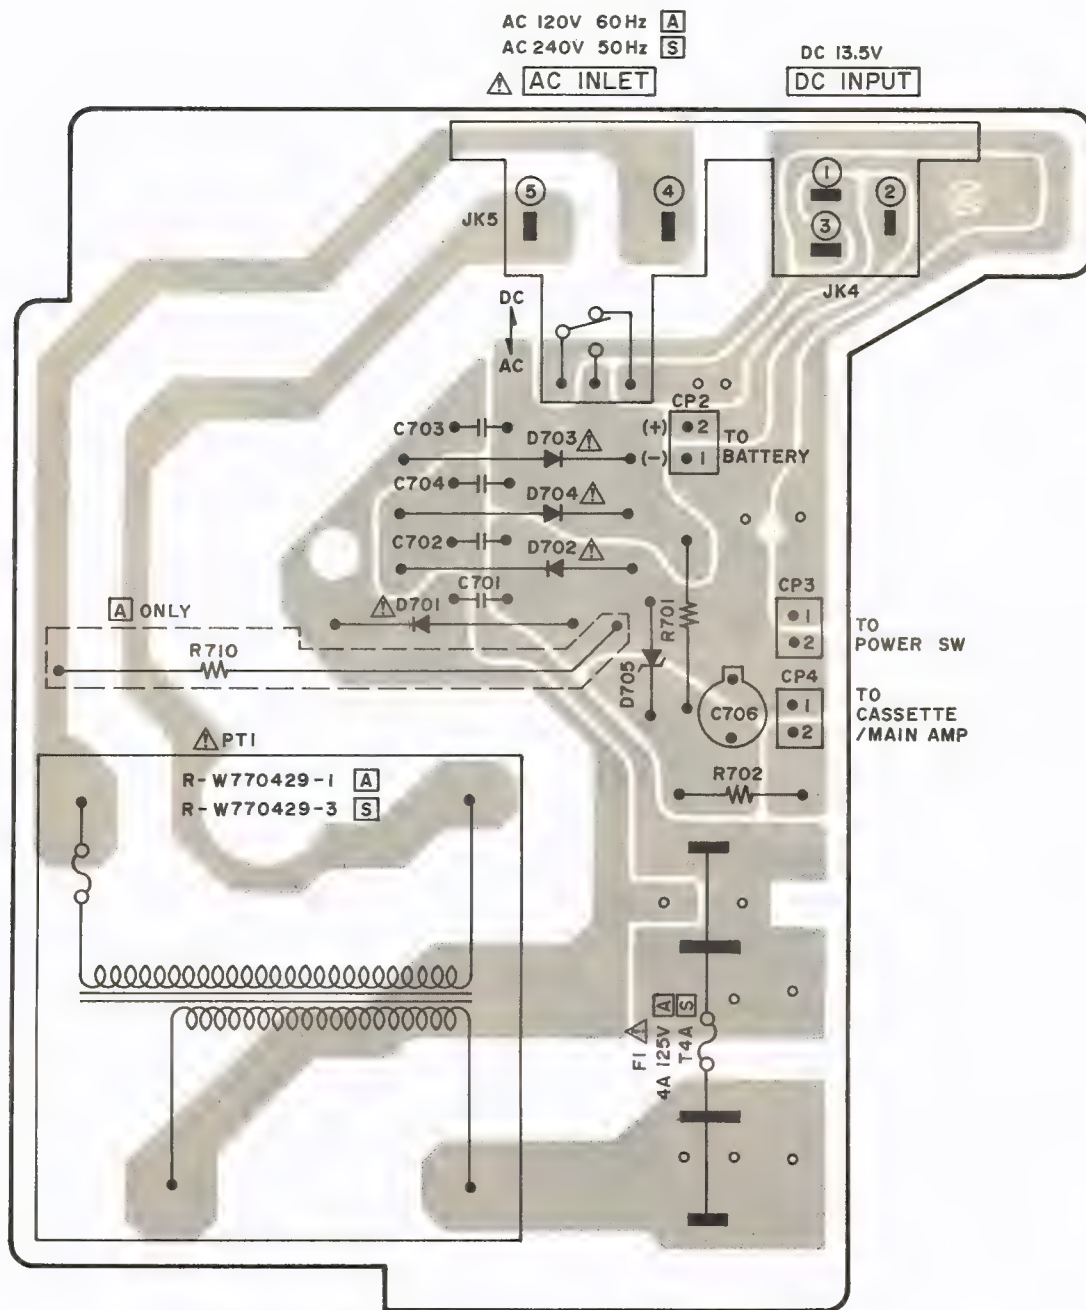 AC 120V 60Hz A
AC 240V 50Hz S
⚠ AC INLET
DC 13.5V
DC INPUT
JK5
5
4
1
2
3
JK4
DC
AC
CP2
(+) 2
(-) 1
TO
BATTERY
C703
D703 ⚠
C704
D704 ⚠
C702
D702 ⚠
C701
⚠ D701
A ONLY
R710
R701
D705
CP3
1
2
TO
POWER SW
CP4
1
2
TO
CASSETTE
/MAIN AMP
C706
R702
⚠ PT1
R-W770429-1 A
R-W770429-3 S
F1 ⚠
4A 125V A
T4A S